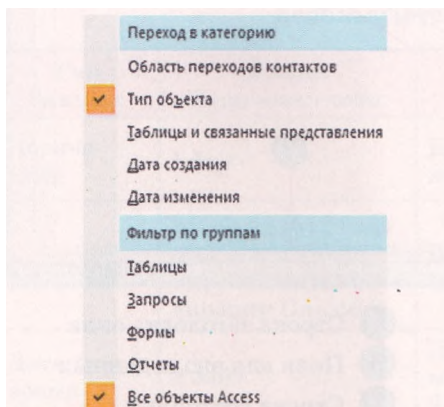 Переход в категорию
Область переходов контактов
Тип объекта
Таблицы и связанные представления
Дата создания
Дата изменения
Фильтр по группам
Таблицы
Запросы
Формы
Отчеты
Все объекты Access